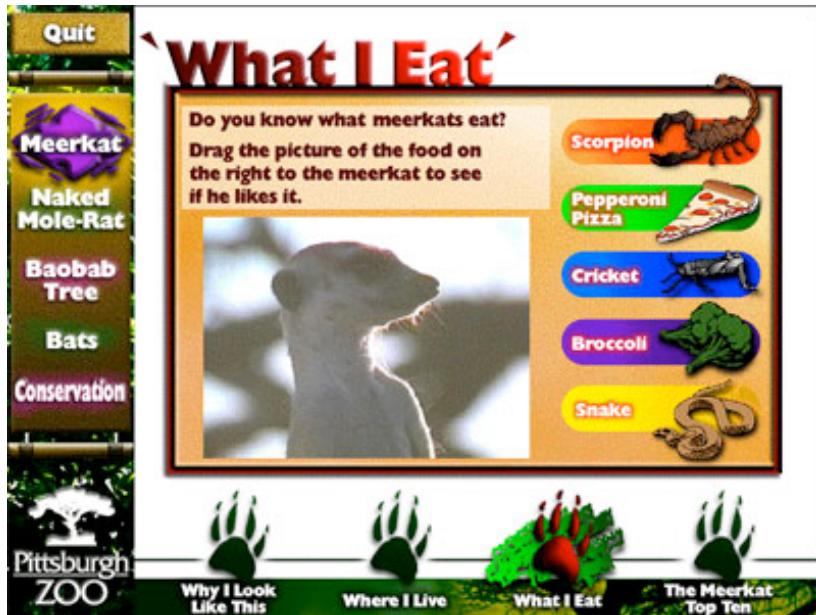 Quit
Meerkat
Naked
Mole-Rat
Baobab
Tree
Bats
Conservation
Pittsburgh
ZOO
What I Eat
Do you know what meerkats eat?
Drag the picture of the food on
the right to the meerkat to see
if he likes it.
Scorpion
Pepperoni
Pizza
Cricket
Broccoli
Snake
Why I Look
Like This
Where I Live
What I Eat
The Meerkat
Top Ten